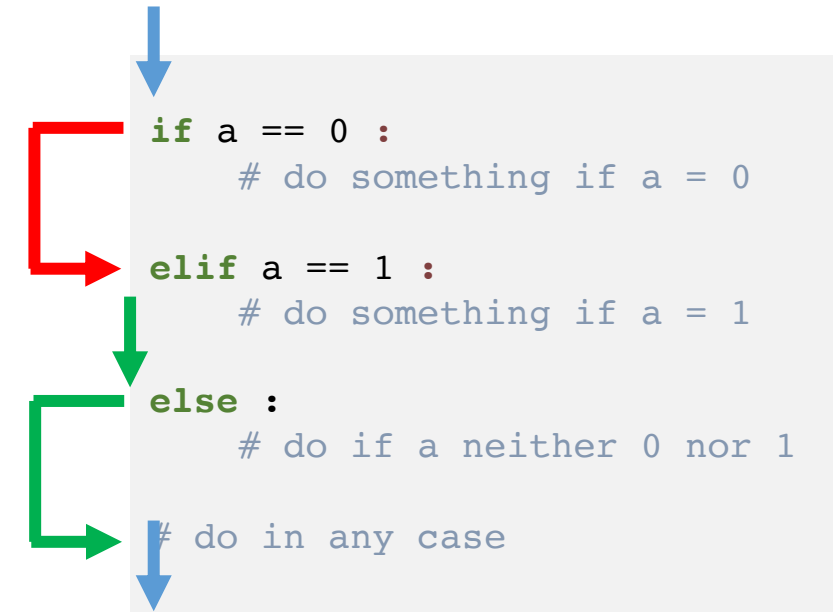 if a == 0 :
# do something if a = 0
elif a == 1 :
# do something if a = 1
else :
# do if a neither 0 nor 1
# do in any case